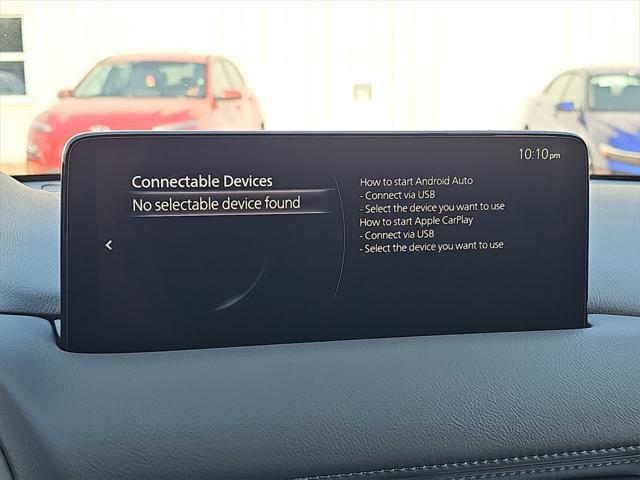 10:10pm
Connectable Devices
No selectable device found
How to start Android Auto
- Connect via USB
- Select the device you want to use
How to start Apple CarPlay
- Connect via USB
- Select the device you want to use